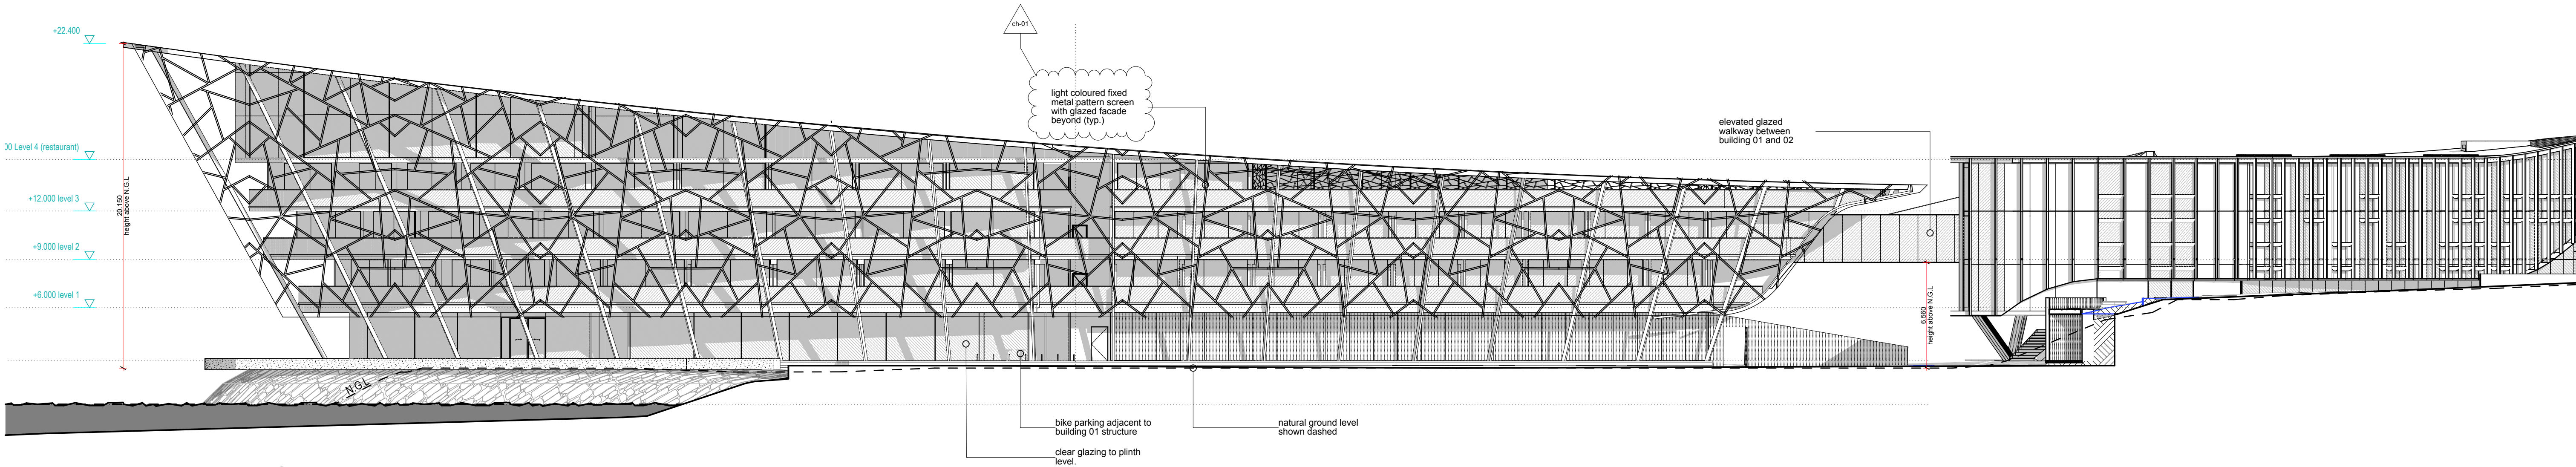 +22.400
ch-01
light coloured fixed
metal pattern screen
with glazed facade
beyond (typ.)
elevated glazed
walkway between
building 01 and 02
00 Level 4 (restaurant)
+12.000 level 3
20.150
height above N.G.L
+9.000 level 2
+6.000 level 1
6.560
height above N.G.L
N.G.L
bike parking adjacent to
building 01 structure
natural ground level
shown dashed
clear glazing to plinth
level.